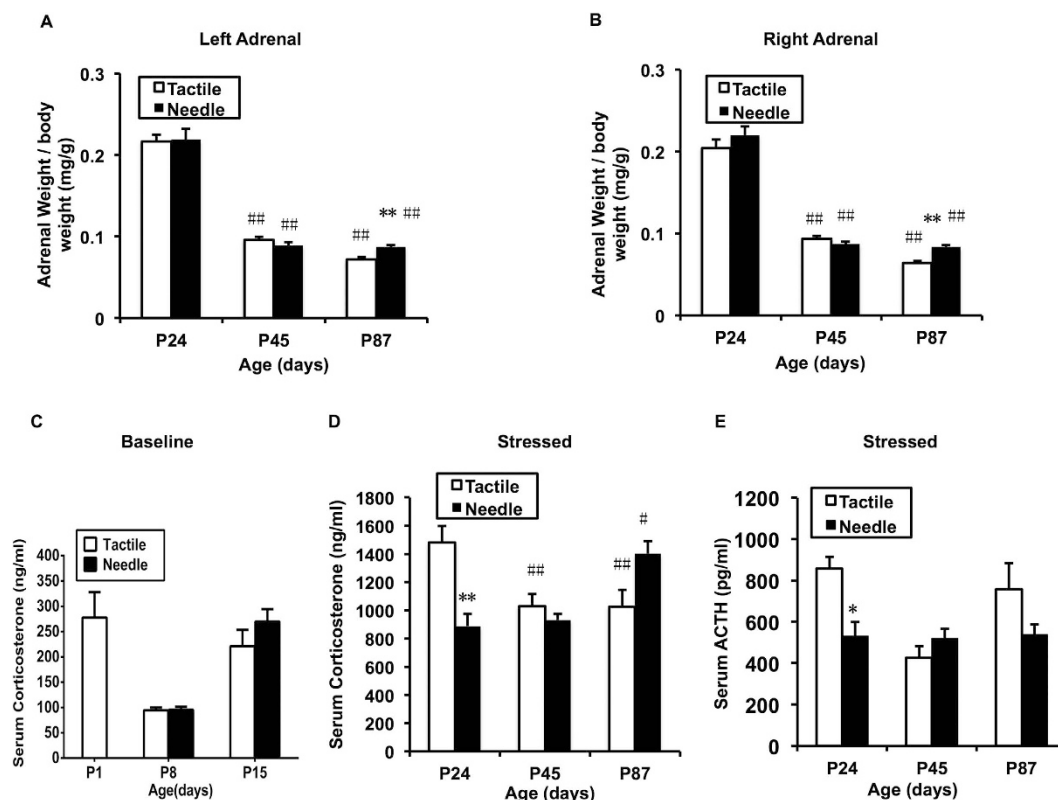 A
Left Adrenal
Adrenal Weight / body
weight (mg/g)
0.3
0.2
0.1
0
Tactile
Needle
##
##
##
** ##
P24 P45 P87
Age (days)
B
Right Adrenal
Adrenal Weight / body
weight (mg/g)
0.3
0.2
0.1
0
Tactile
Needle
##
##
##
** ##
P24 P45 P87
Age (days)
C
Baseline
Serum Corticosterone (ng/ml)
400
350
300
250
200
150
100
50
0
Tactile
Needle
P1 P8 P15
Age(days)
D
Stressed
Serum Corticosterone (ng/ml)
1800
1600
1400
1200
1000
800
600
400
200
0
Tactile
Needle
**
##
##
#
P24 P45 P87
Age (days)
E
Stressed
Serum ACTH (pg/ml)
1200
1000
800
600
400
200
0
Tactile
Needle
*
P24 P45 P87
Age (days)